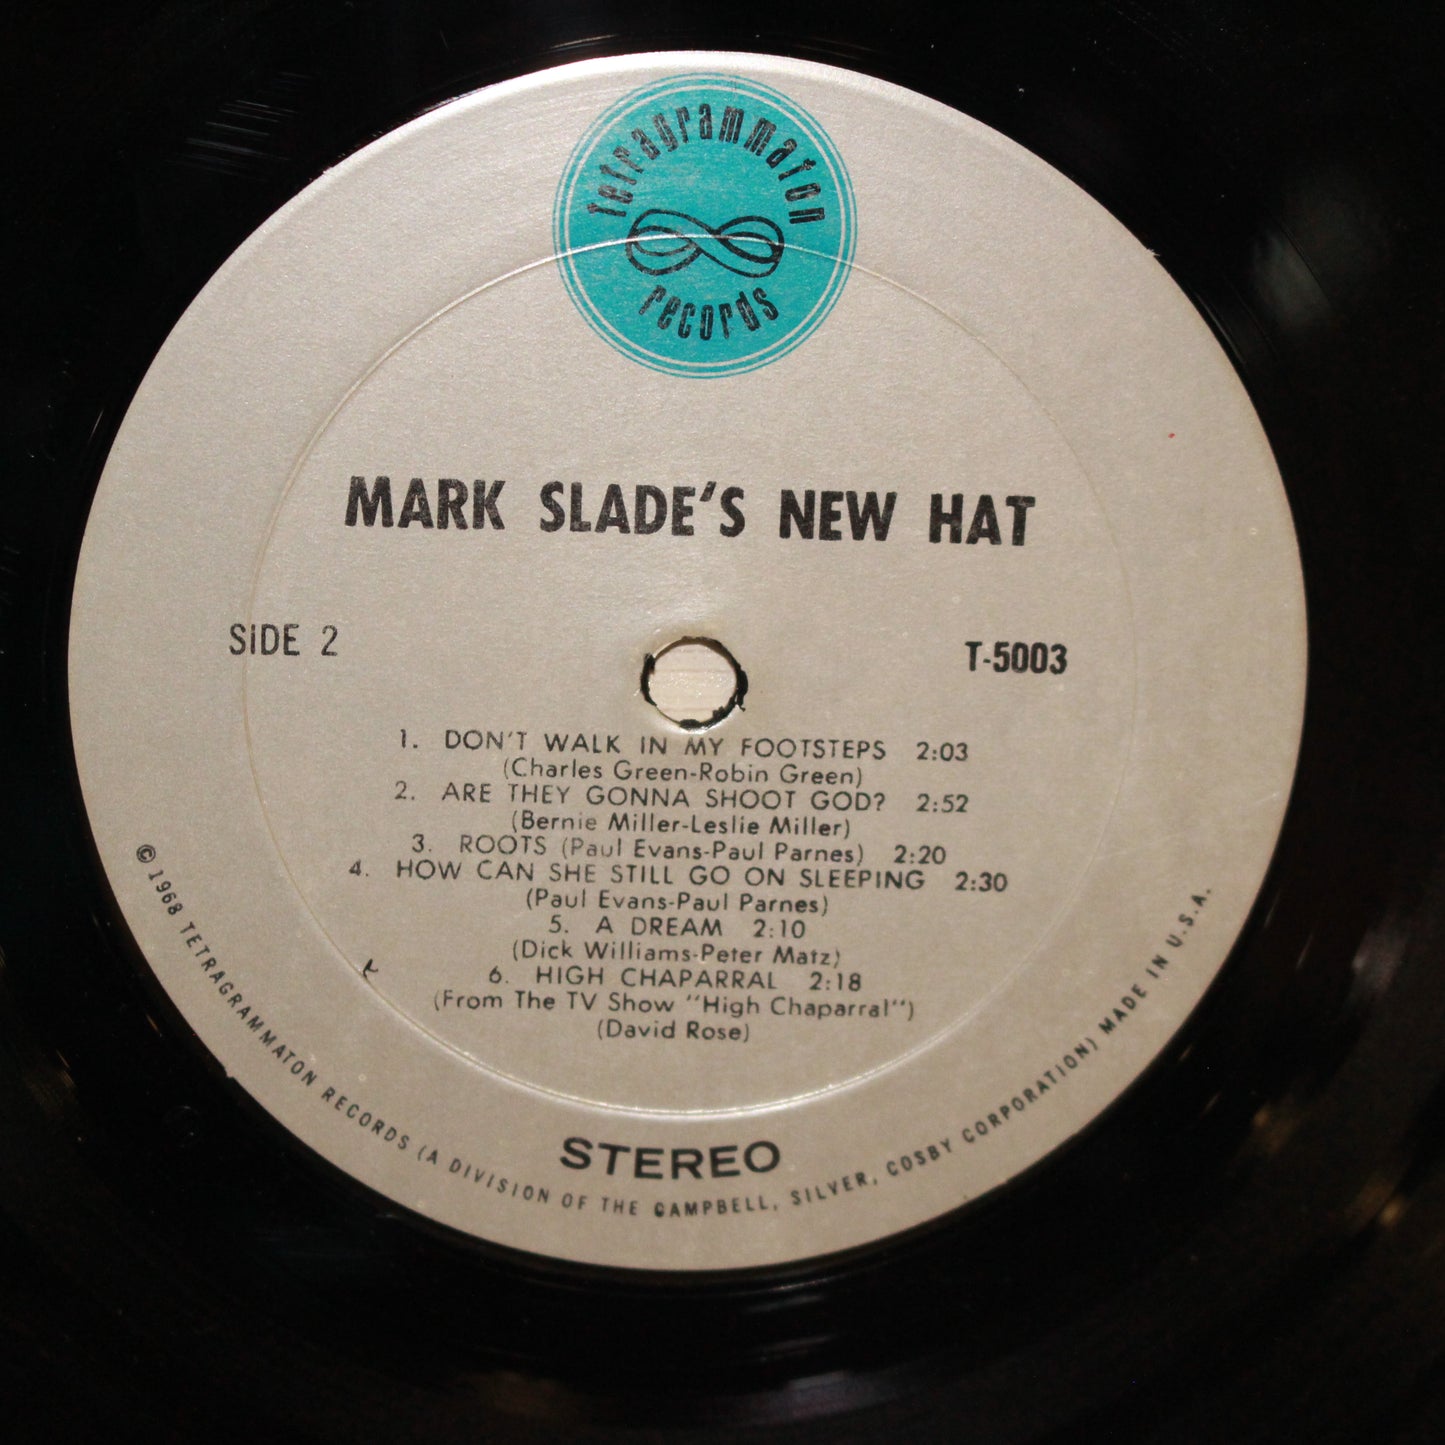 tetragrammaton
records
MARK SLADE'S NEW HAT
SIDE 2
T-5003
1. DON'T WALK IN MY FOOTSTEPS 2:03
(Charles Green-Robin Green)
2. ARE THEY GONNA SHOOT GOD? 2:52
(Bernie Miller-Leslie Miller)
3. ROOTS (Paul Evans-Paul Parnes) 2:20
4. HOW CAN SHE STILL GO ON SLEEPING 2:30
(Paul Evans-Paul Parnes)
5. A DREAM 2:10
(Dick Williams-Peter Matz)
6. HIGH CHAPARRAL 2:18
(From The TV Show "High Chaparral")
(David Rose)
STEREO
© 1968 TETRAGRAMMATON RECORDS (A DIVISION OF THE CAMPBELL, SILVER, COSBY CORPORATION) MADE IN U.S.A.